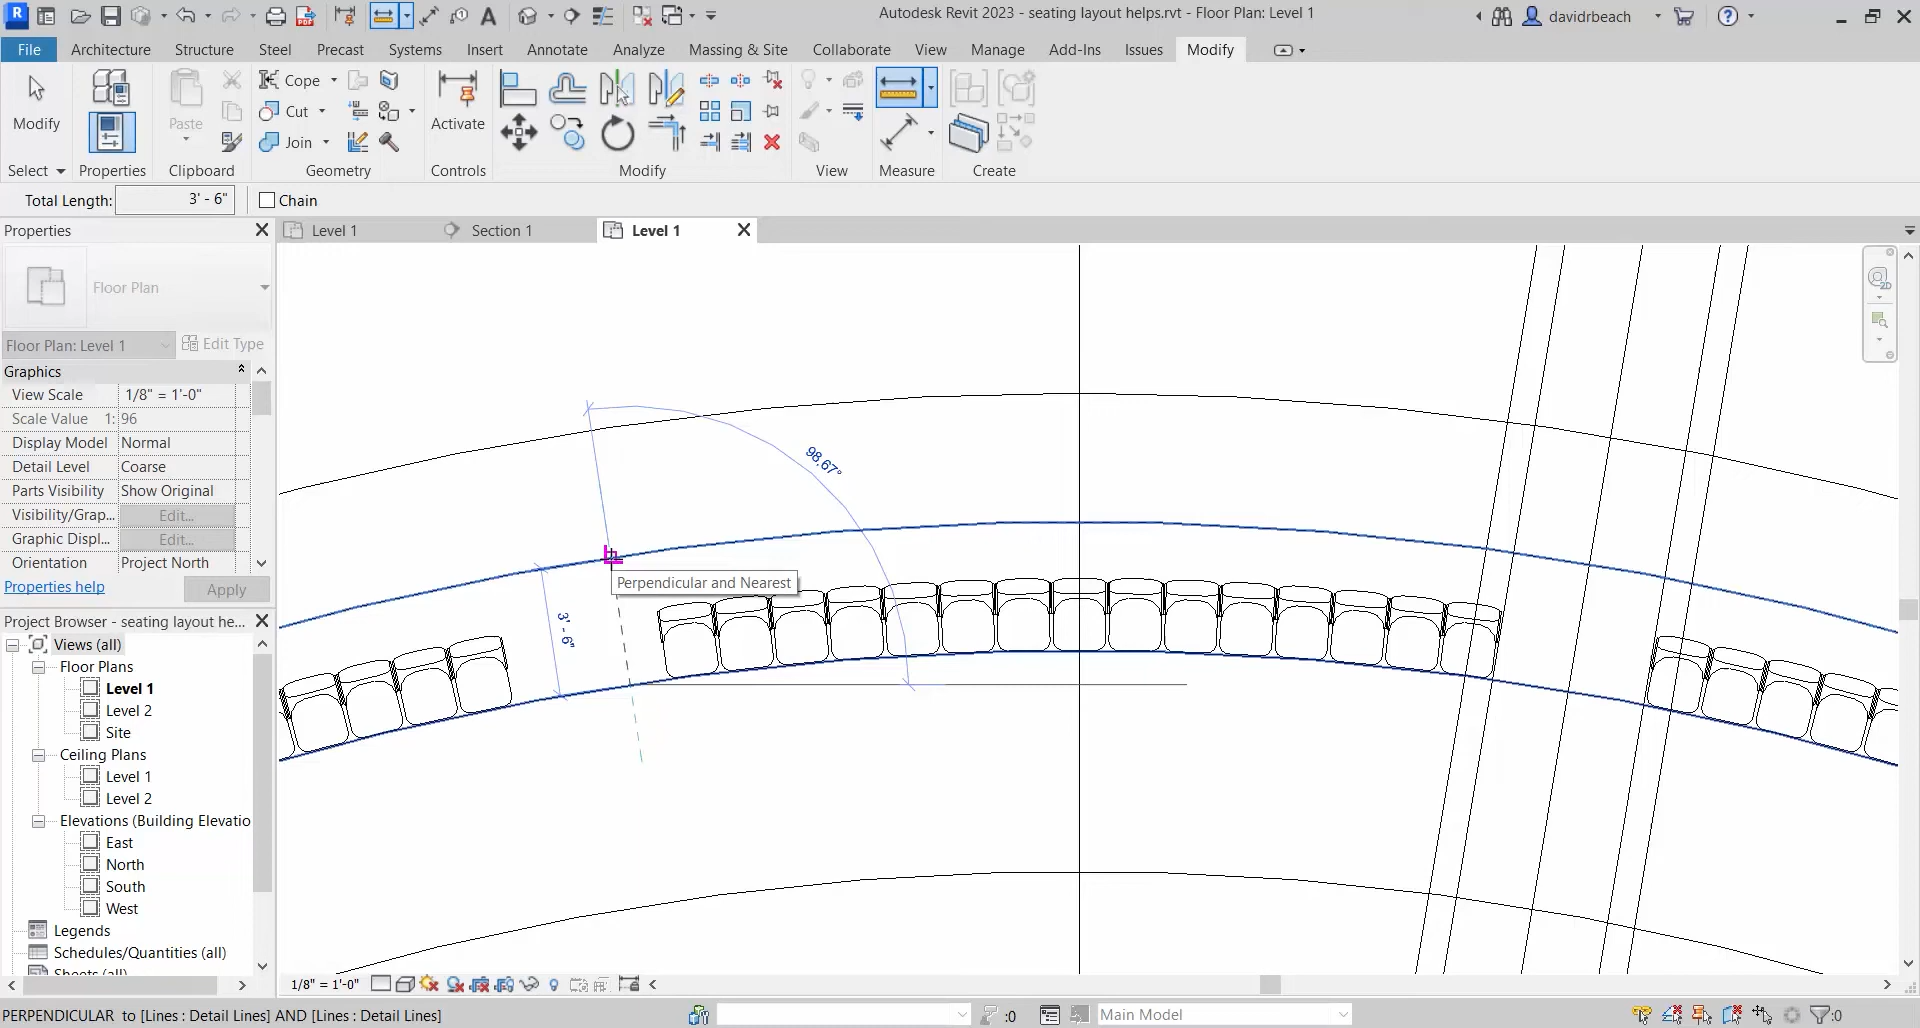 Autodesk Revit 2023 - seating layout helps.rvt - Floor Plan: Level 1
davidrbeach
File Architecture Structure Steel Precast Systems Insert Annotate Analyze Massing & Site Collaborate View Manage Add-Ins Issues Modify
Modify
Paste
Cope
Cut
Join
Activate
Select Properties Clipboard Geometry Controls Modify View Measure Create
Total Length: 3' - 6" Chain
Properties
Level 1 Section 1 Level 1
Floor Plan
Floor Plan: Level 1 Edit Type
Graphics
View Scale 1/8" = 1'-0"
Scale Value 1: 96
Display Model Normal
Detail Level Coarse
Parts Visibility Show Original
Visibility/Grap... Edit...
Graphic Displ... Edit...
Orientation Project North
Properties help Apply
Project Browser - seating layout he...
Views (all)
Floor Plans
Level 1
Level 2
Site
Ceiling Plans
Level 1
Level 2
Elevations (Building Elevatio
East
North
South
West
Legends
Schedules/Quantities (all)
Sheets (all)
98.67°
Perpendicular and Nearest
3' - 6"
2D
1/8" = 1'-0"
PERPENDICULAR to [Lines : Detail Lines] AND [Lines : Detail Lines]
:0
Main Model
:0